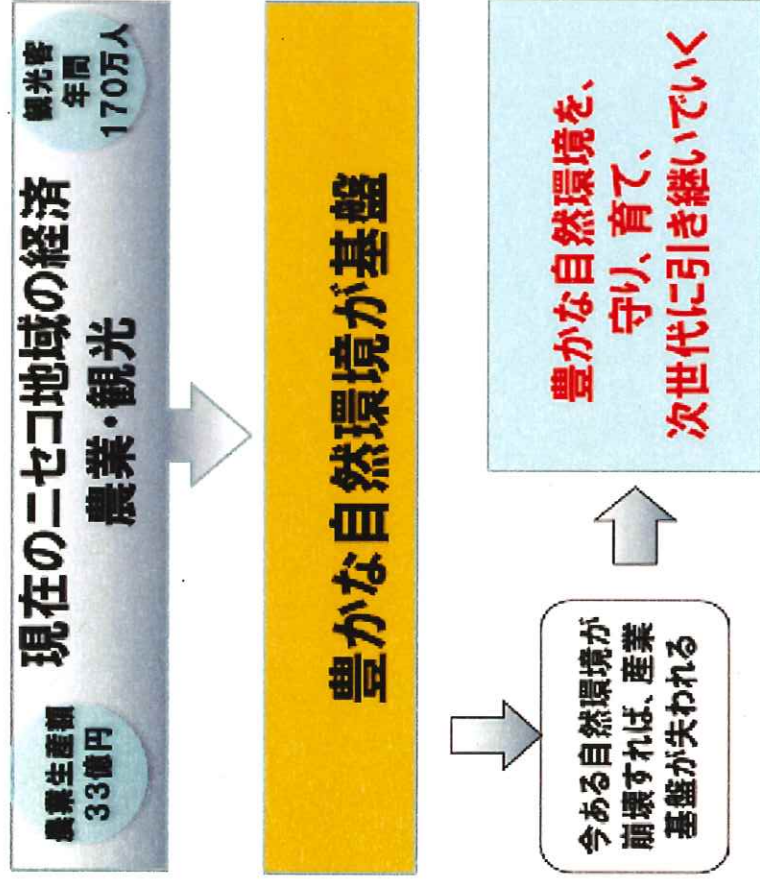 現在のニセコ地域の経済
農業・観光
農業生産額
33億円
観光客
年間
170万人
豊かな自然環境が基盤
今ある自然環境が
崩壊すれば、産業
基盤が失われる
豊かな自然環境を、
守り、育て、
次世代に引き継いでいく